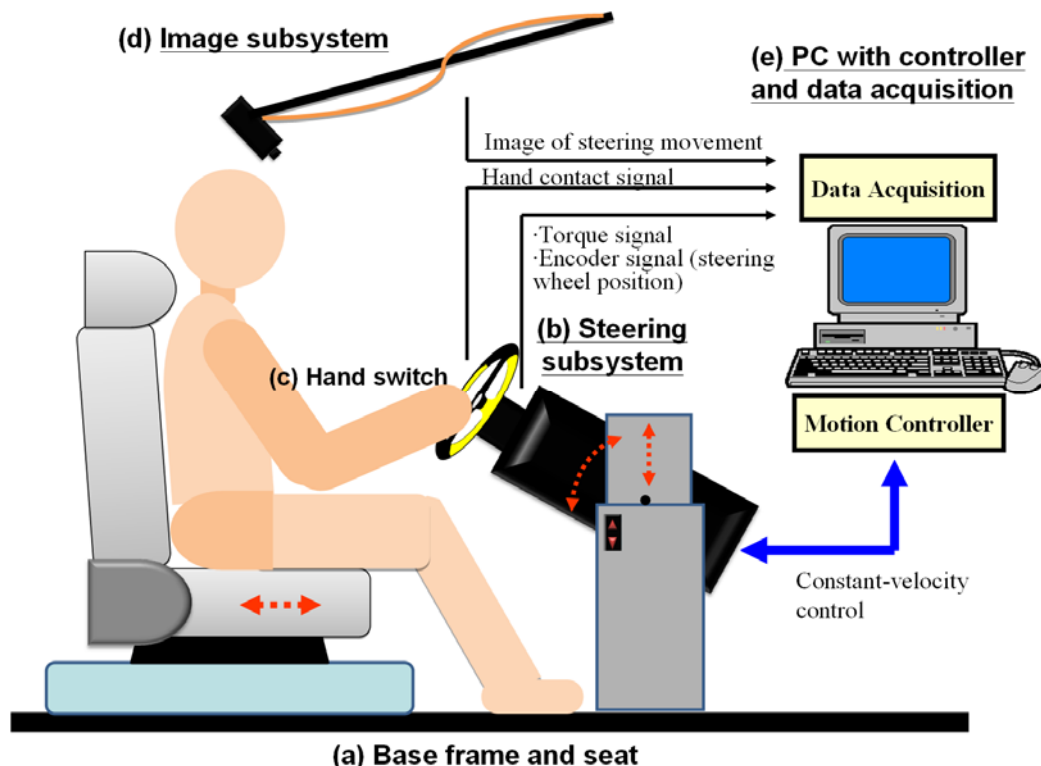 (d) Image subsystem
(e) PC with controller
and data acquisition
Image of steering movement
Hand contact signal
Data Acquisition
·Torque signal
·Encoder signal (steering
wheel position)
(b) Steering
subsystem
(c) Hand switch
Motion Controller
Constant-velocity
control
(a) Base frame and seat